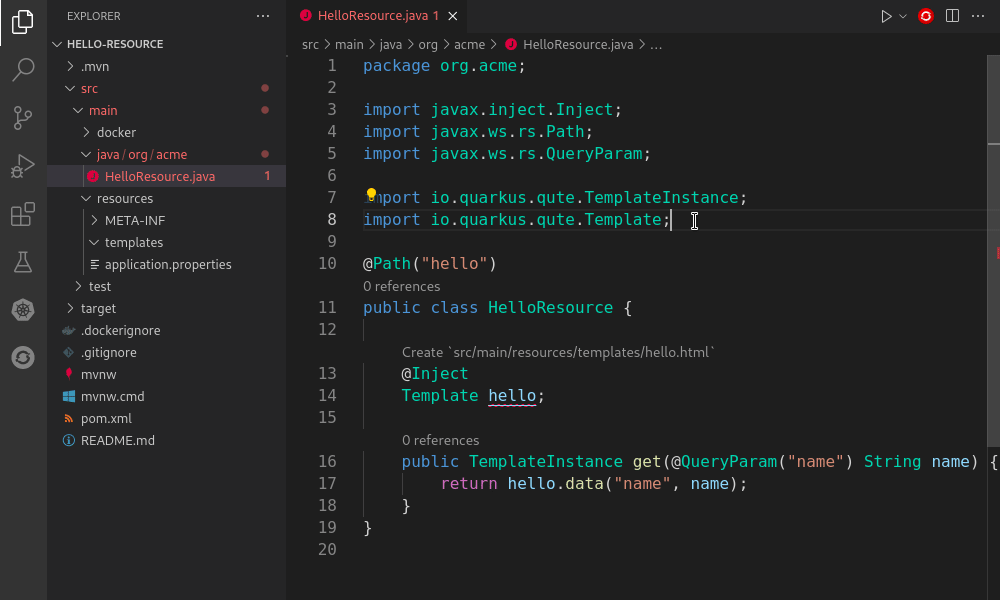 EXPLORER
HELLO-RESOURCE
.mvn
src
main
docker
java/org/acme
HelloResource.java 1
resources
META-INF
templates
application.properties
test
target
.dockerignore
.gitignore
mvnw
mvnw.cmd
pom.xml
README.md
HelloResource.java 1
src > main > java > org > acme > HelloResource.java > ...
1 package org.acme;
2
3 import javax.inject.Inject;
4 import javax.ws.rs.Path;
5 import javax.ws.rs.QueryParam;
6
7 import io.quarkus.qute.TemplateInstance;
8 import io.quarkus.qute.Template;
9
10 @Path("hello")
0 references
11 public class HelloResource {
12
Create `src/main/resources/templates/hello.html`
13 @Inject
14 Template hello;
15
0 references
16 public TemplateInstance get(@QueryParam("name") String name) {
17 return hello.data("name", name);
18 }
19 }
20